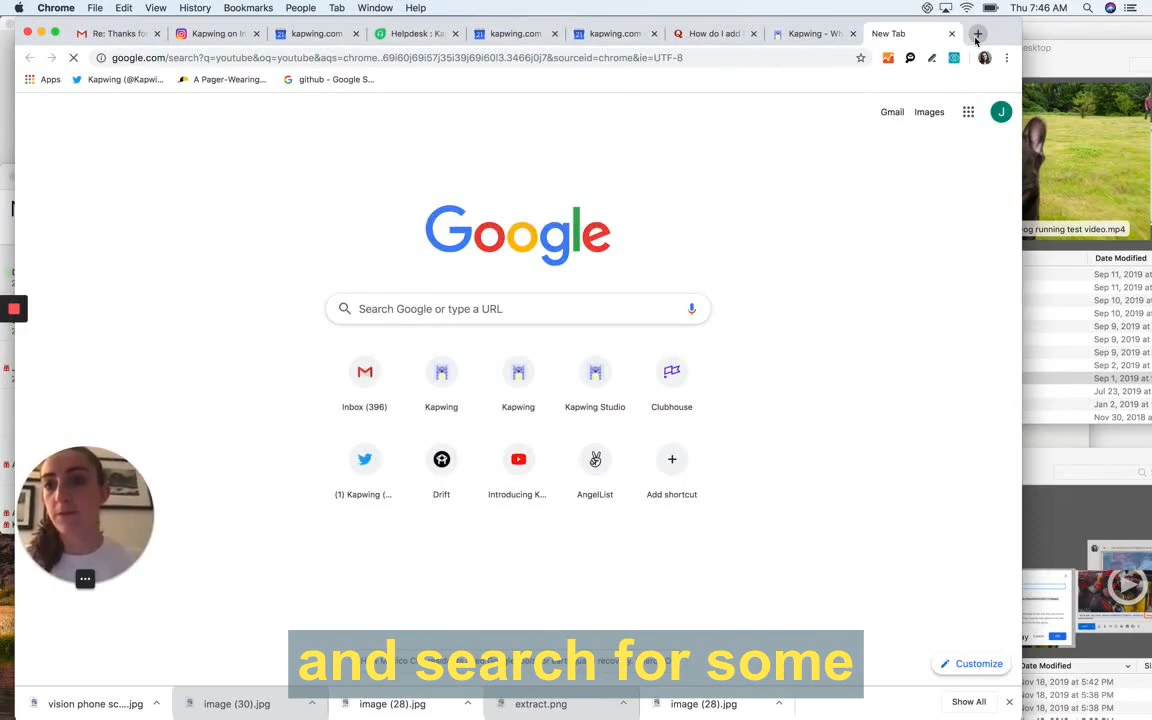 Chrome File Edit View History Bookmarks People Tab Window Help
Thu 7:46 AM
Re: Thanks fo
Kapwing on In
kapwing.com
Helpdesk : Ka
kapwing.com
kapwing.com
How do I add
Kapwing – Wh
New Tab
google.com/search?q=youtube&oq=youtube&aqs=chrome..69i60j69i57j35i39j69i60l3.3466j0j7&sourceid=chrome&ie=UTF-8
Apps
Kapwing (@Kapwi...
A Pager-Wearing...
github - Google S...
Gmail Images
J
Google
Search Google or type a URL
Inbox (396) Kapwing Kapwing Kapwing Studio Clubhouse
(1) Kapwing (... Drift Introducing K... AngelList Add shortcut
and search for some
Customize
vision phone sc....jpg
image (30).jpg
image (28).jpg
extract.png
image (28).jpg
Show All
og running test video.mp4
Date Modified
Sep 11, 2019 at
Sep 11, 2019 at
Sep 10, 2019 at
Sep 10, 2019 at
Sep 9, 2019 at
Sep 9, 2019 at
Sep 9, 2019 at
Sep 2, 2019 at
Sep 1, 2019 at
Jul 23, 2019 at
Jan 2, 2019 at
Nov 30, 2018 at
Date Modified
Nov 18, 2019 at 5:42 PM
Nov 18, 2019 at 5:38 PM
Nov 18, 2019 at 5:38 PM